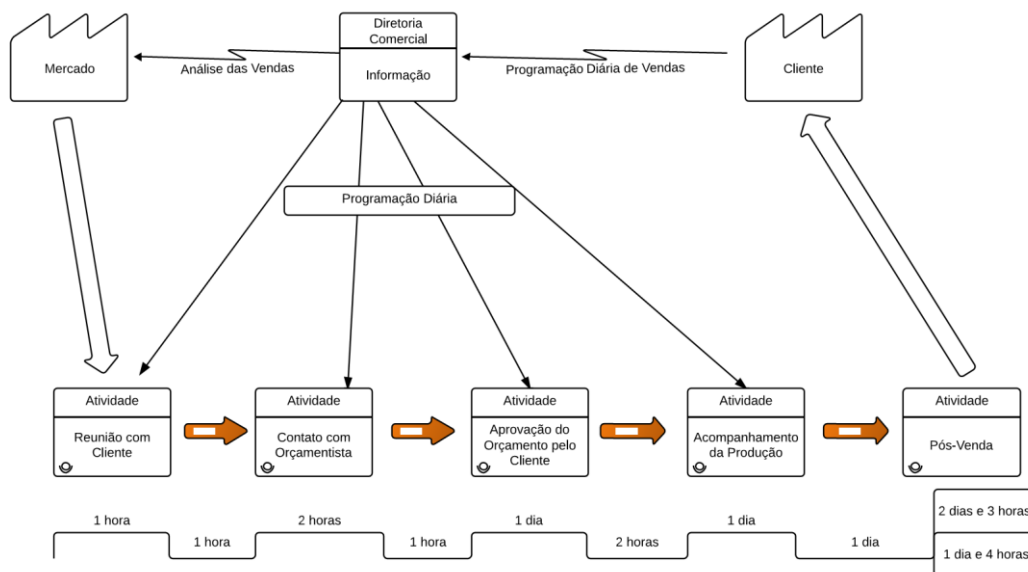 Diretoria
Comercial
Mercado
Análise das Vendas
Informação
Programação Diária de Vendas
Cliente
Programação Diária
Atividade
Atividade
Atividade
Atividade
Atividade
Reunião com
Cliente
Contato com
Orçamentista
Aprovação do
Orçamento pelo
Cliente
Acompanhamento
da Produção
Pós-Venda
1 hora
2 horas
1 dia
1 dia
2 dias e 3 horas
1 hora
1 hora
2 horas
1 dia
1 dia e 4 horas